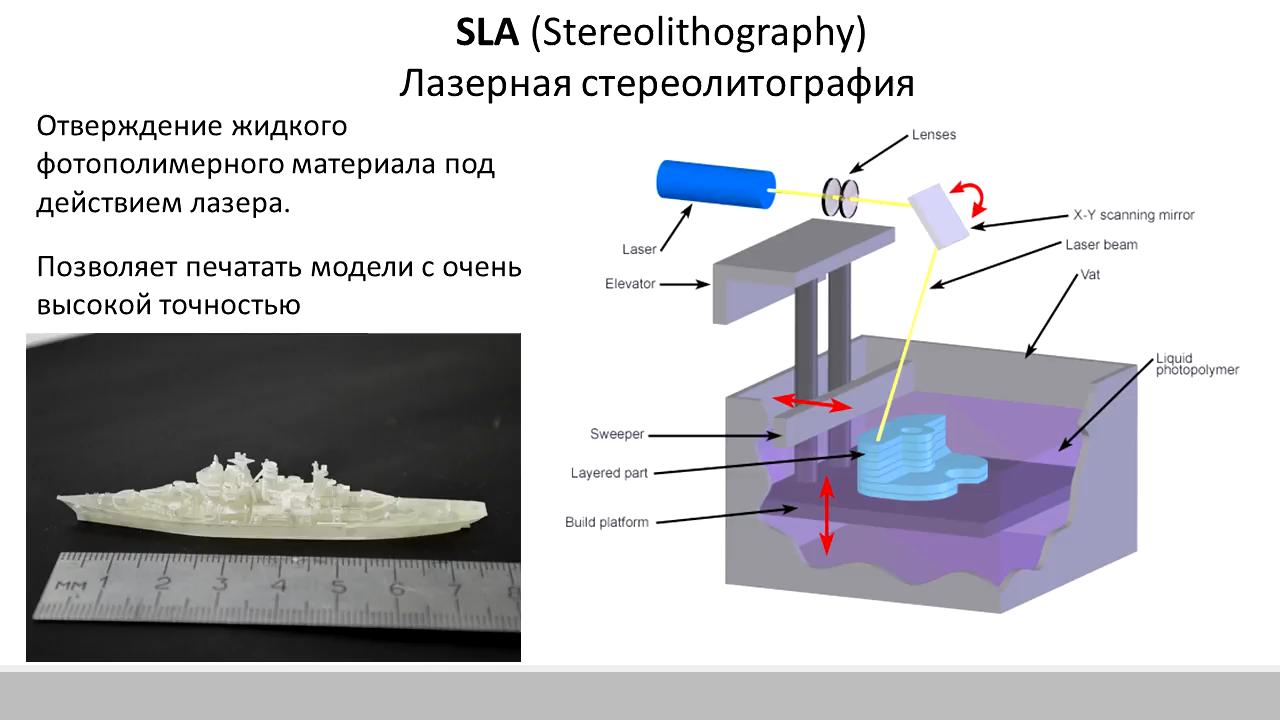 SLA (Stereolithography)
Лазерная стереолитография
Отверждение жидкого
фотополимерного материала под
действием лазера.
Позволяет печатать модели с очень
высокой точностью
Lenses
X-Y scanning mirror
Laser beam
Laser
Elevator
Vat
Liquid
photopolymer
Sweeper
Layered part
Build platform
мм 1 2 3 4 5 6 7 8